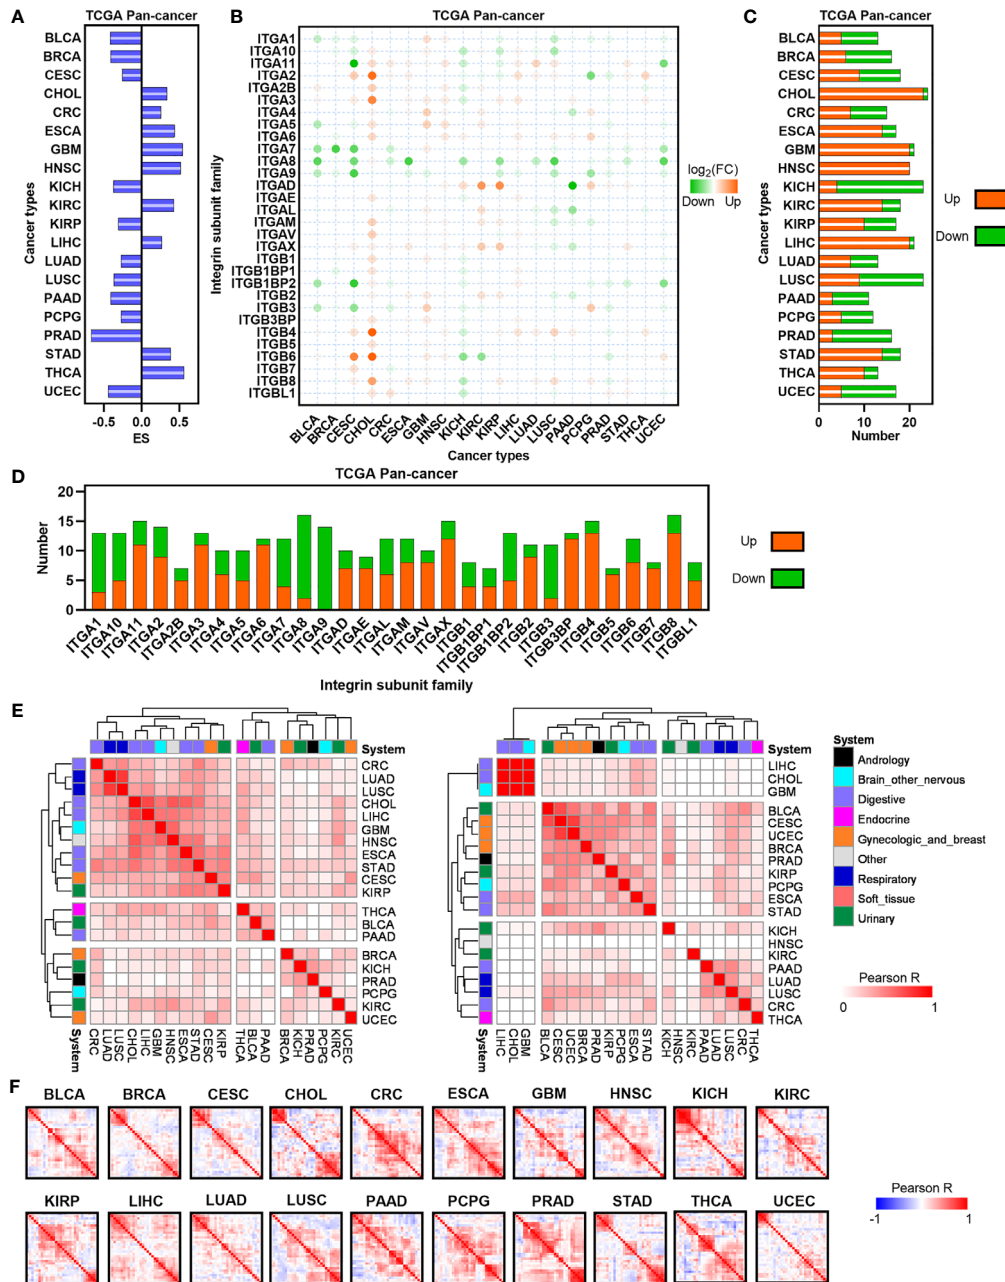 A
TCGA Pan-cancer
Cancer types
BLCA
BRCA
CESC
CHOL
CRC
ESCA
GBM
HNSC
KICH
KIRC
KIRP
LIHC
LUAD
LUSC
PAAD
PCPG
PRAD
STAD
THCA
UCEC
-0.5 0.0 0.5
ES
B
TCGA Pan-cancer
Integrin subunit family
ITGA1
ITGA10
ITGA11
ITGA2
ITGA2B
ITGA3
ITGA4
ITGA5
ITGA6
ITGA7
ITGA8
ITGA9
ITGAD
ITGAE
ITGAL
ITGAM
ITGAV
ITGAX
ITGB1
ITGB1BP1
ITGB1BP2
ITGB2
ITGB3
ITGB3BP
ITGB4
ITGB5
ITGB6
ITGB7
ITGB8
ITGBL1
BLCA BRCA CESC CHOL CRC ESCA GBM HNSC KICH KIRC KIRP LIHC LUAD LUSC PAAD PCPG PRAD STAD THCA UCEC
Cancer types
log2(FC)
Down Up
C
TCGA Pan-cancer
Cancer types
BLCA
BRCA
CESC
CHOL
CRC
ESCA
GBM
HNSC
KICH
KIRC
KIRP
LIHC
LUAD
LUSC
PAAD
PCPG
PRAD
STAD
THCA
UCEC
0 10 20
Number
Up
Down
D
TCGA Pan-cancer
Number
20
15
10
5
0
ITGA1 ITGA10 ITGA11 ITGA2 ITGA2B ITGA3 ITGA4 ITGA5 ITGA6 ITGA7 ITGA8 ITGA9 ITGAD ITGAE ITGAL ITGAM ITGAV ITGAX ITGB1 ITGB1BP1 ITGB1BP2 ITGB2 ITGB3 ITGB3BP ITGB4 ITGB5 ITGB6 ITGB7 ITGB8 ITGBL1
Integrin subunit family
Up
Down
E
System
CRC
LUAD
LUSC
CHOL
LIHC
GBM
HNSC
ESCA
STAD
CESC
KIRP
THCA
BLCA
PAAD
BRCA
KICH
PRAD
PCPG
KIRC
UCEC
System
CRC LUAD LUSC CHOL LIHC GBM HNSC ESCA STAD CESC KIRP THCA BLCA PAAD BRCA KICH PRAD PCPG KIRC UCEC
System
LIHC
CHOL
GBM
BLCA
CESC
UCEC
BRCA
PRAD
KIRP
PCPG
ESCA
STAD
KICH
HNSC
KIRC
PAAD
LUAD
LUSC
CRC
THCA
System
LIHC CHOL GBM BLCA CESC UCEC BRCA PRAD KIRP PCPG ESCA STAD KICH HNSC KIRC PAAD LUAD LUSC CRC THCA
System
Andrology
Brain_other_nervous
Digestive
Endocrine
Gynecologic_and_breast
Other
Respiratory
Soft_tissue
Urinary
Pearson R
0 1
F
BLCA BRCA CESC CHOL CRC ESCA GBM HNSC KICH KIRC
KIRP LIHC LUAD LUSC PAAD PCPG PRAD STAD THCA UCEC
Pearson R
-1 1